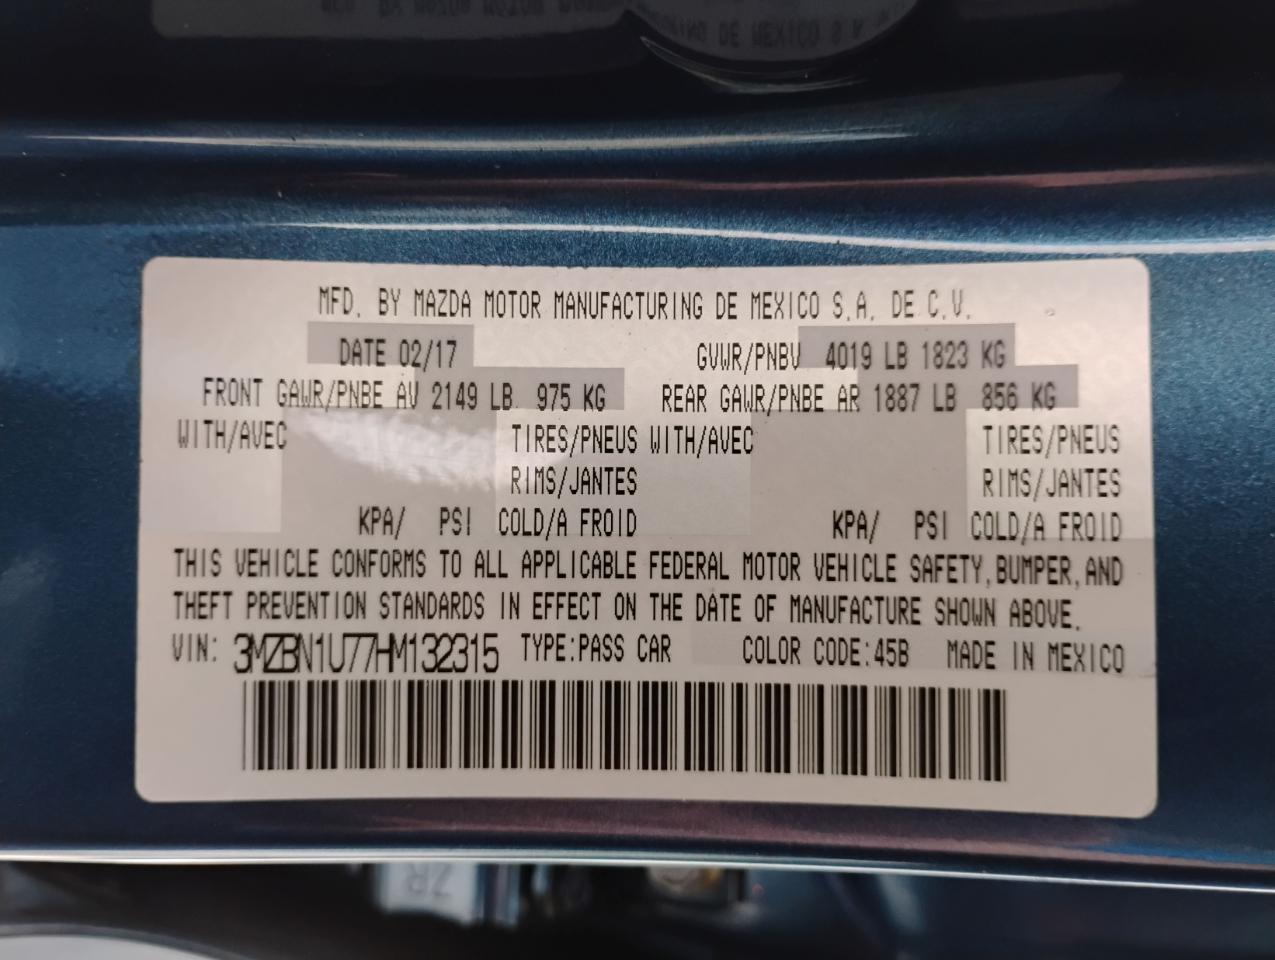 MFD. BY MAZDA MOTOR MANUFACTURING DE MEXICO S.A. DE C.V.
DATE 02/17 GVWR/PNBV 4019 LB 1823 KG
FRONT GAWR/PNBE AV 2149 LB 975 KG REAR GAWR/PNBE AR 1887 LB 856 KG
WITH/AVEC TIRES/PNEUS WITH/AVEC TIRES/PNEUS
RIMS/JANTES RIMS/JANTES
KPA/ PSI COLD/A FROID KPA/ PSI COLD/A FROID
THIS VEHICLE CONFORMS TO ALL APPLICABLE FEDERAL MOTOR VEHICLE SAFETY, BUMPER, AND
THEFT PREVENTION STANDARDS IN EFFECT ON THE DATE OF MANUFACTURE SHOWN ABOVE.
VIN: 3MZBN1U77HM132315 TYPE:PASS CAR COLOR CODE:45B MADE IN MEXICO